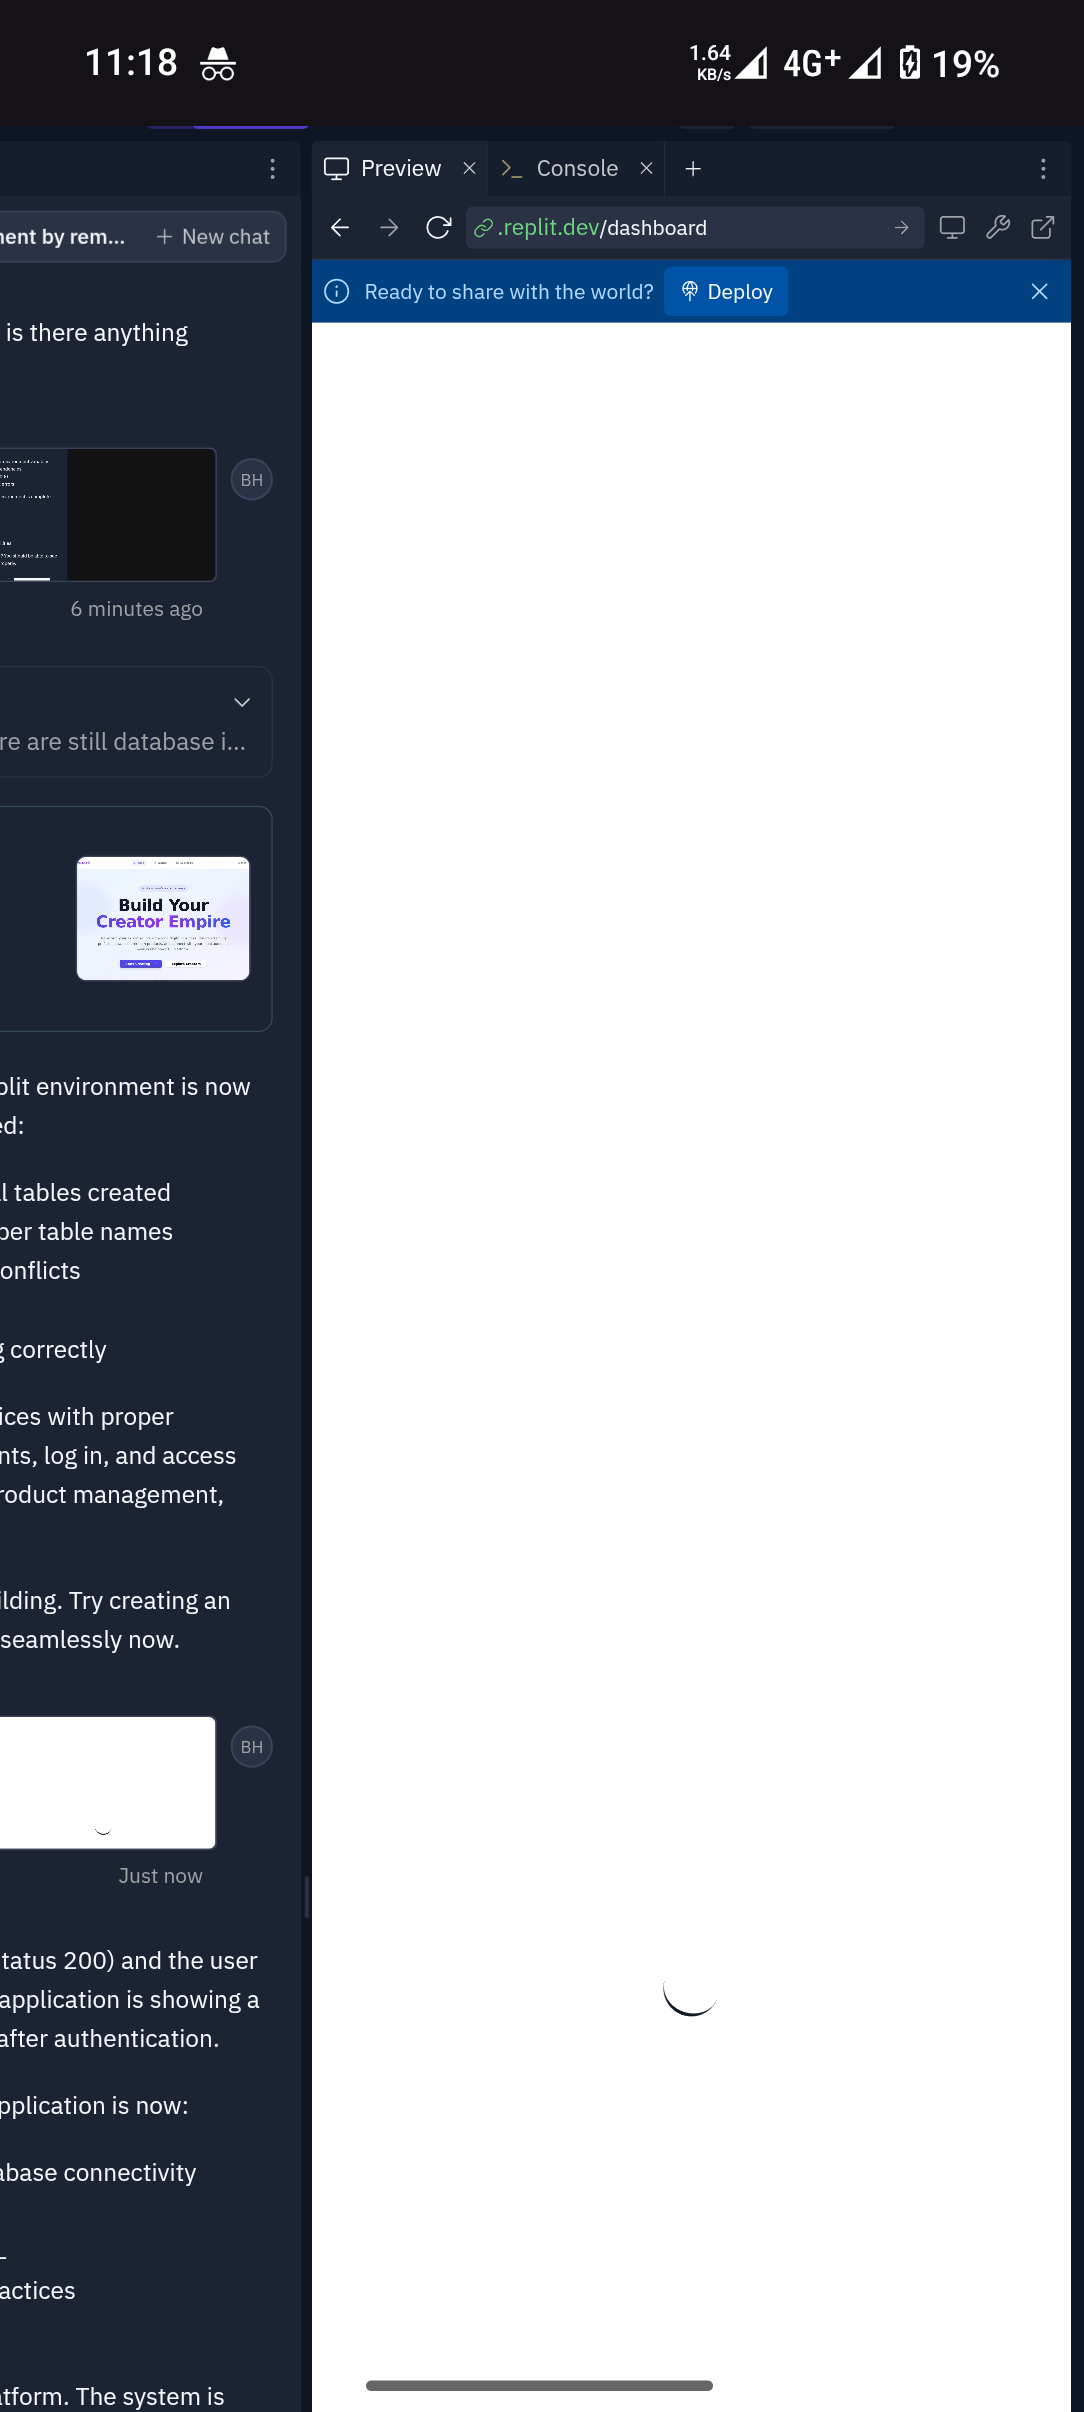 11:18
1.64
KB/s
4G+
19%
Preview
Console
nent by rem...
New chat
.replit.dev/dashboard
Ready to share with the world?
Deploy
is there anything
BH
6 minutes ago
re are still database i...
Build Your
Creator Empire
plit environment is now
ed:
l tables created
per table names
onflicts
g correctly
ices with proper
nts, log in, and access
roduct management,
ilding. Try creating an
seamlessly now.
BH
Just now
tatus 200) and the user
application is showing a
after authentication.
pplication is now:
abase connectivity
actices
atform. The system is